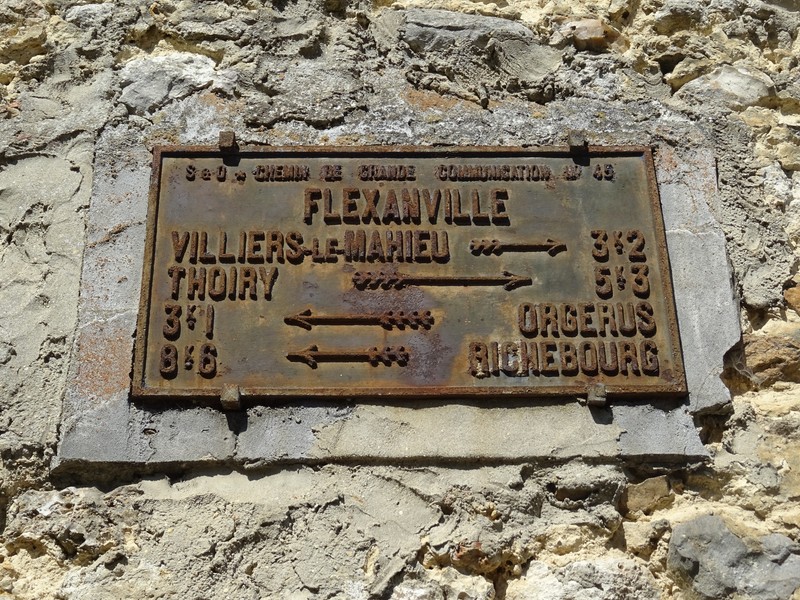 S & O CHEMIN DE GRANDE COMMUNICATION Nº 45
FLEXANVILLE
VILLIERS-LE-MAHIEU 3K2
THOIRY 5K3
3K1 ORGERUS
8K6 RICHEBOURG